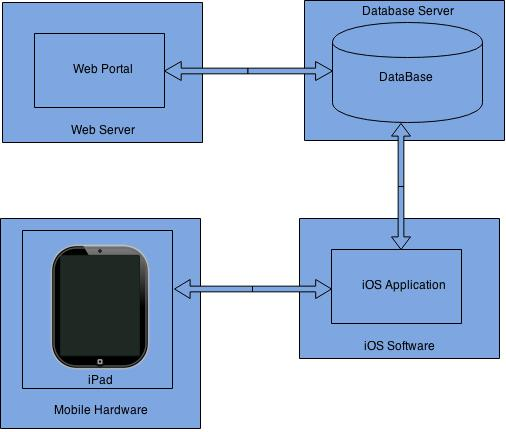 Database Server
Web Portal
DataBase
Web Server
iOS Application
iOS Software
iPad
Mobile Hardware